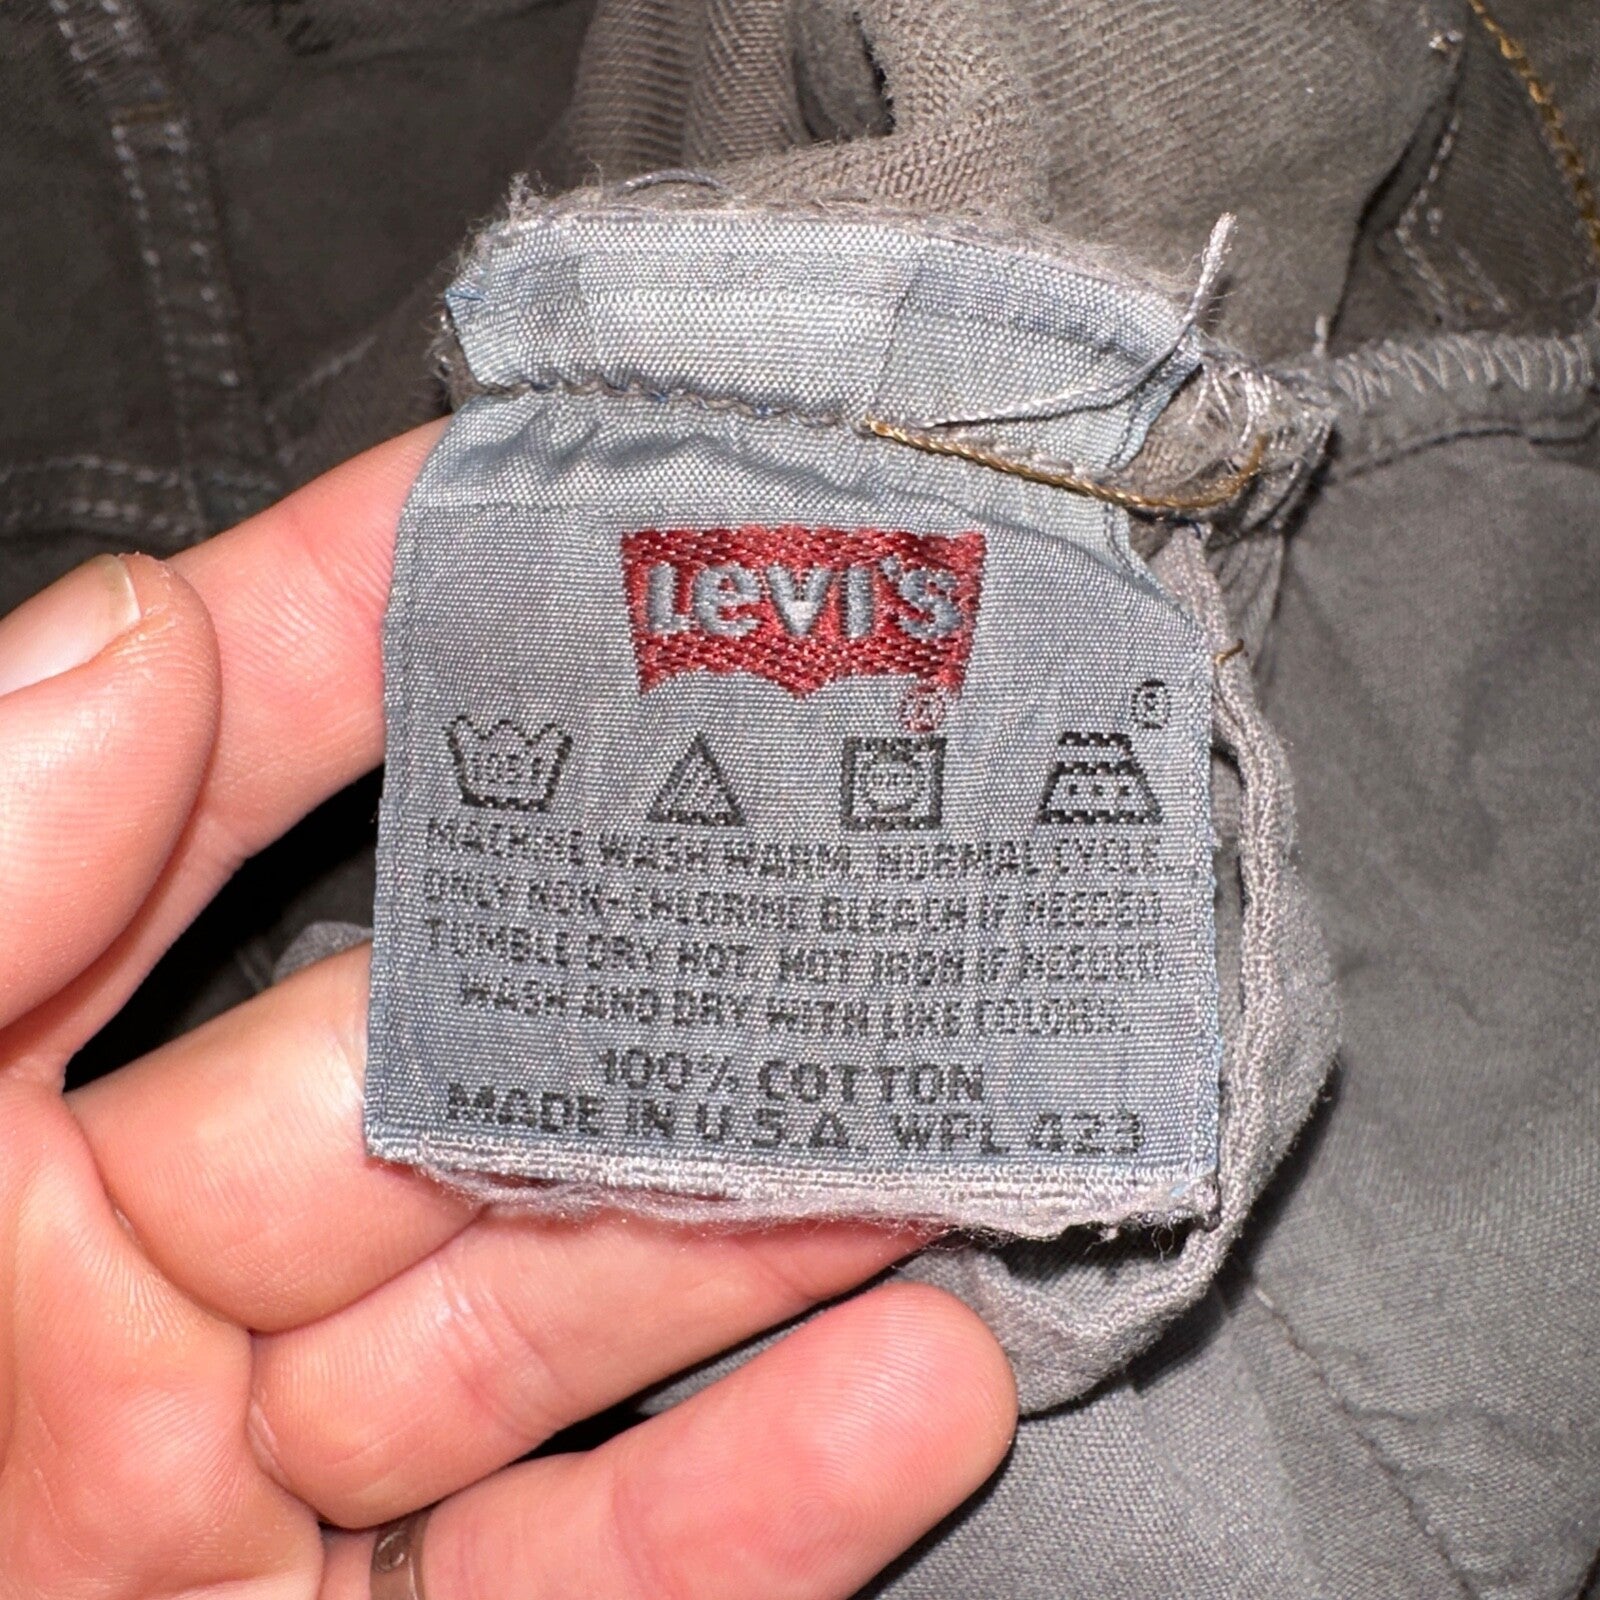 LEVI'S
®
®
105F
MACHINE WASH WARM. NORMAL CYCLE.
ONLY NON-CHLORINE BLEACH IF NEEDED.
TUMBLE DRY HOT. HOT IRON IF NEEDED.
WASH AND DRY WITH LIKE COLORS.
100% COTTON
MADE IN U.S.A. WPL 423